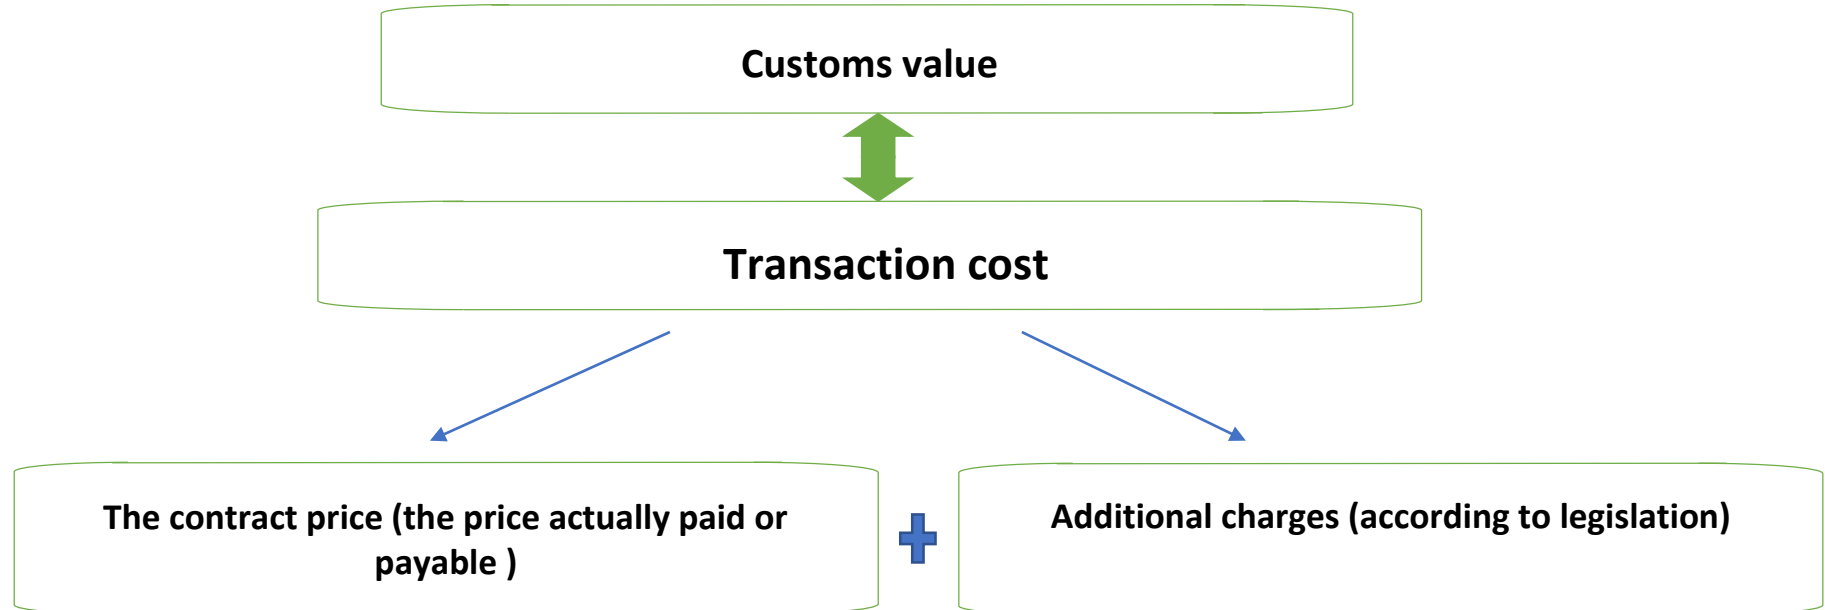 Customs value
Transaction cost
The contract price (the price actually paid or
payable )
Additional charges (according to legislation)